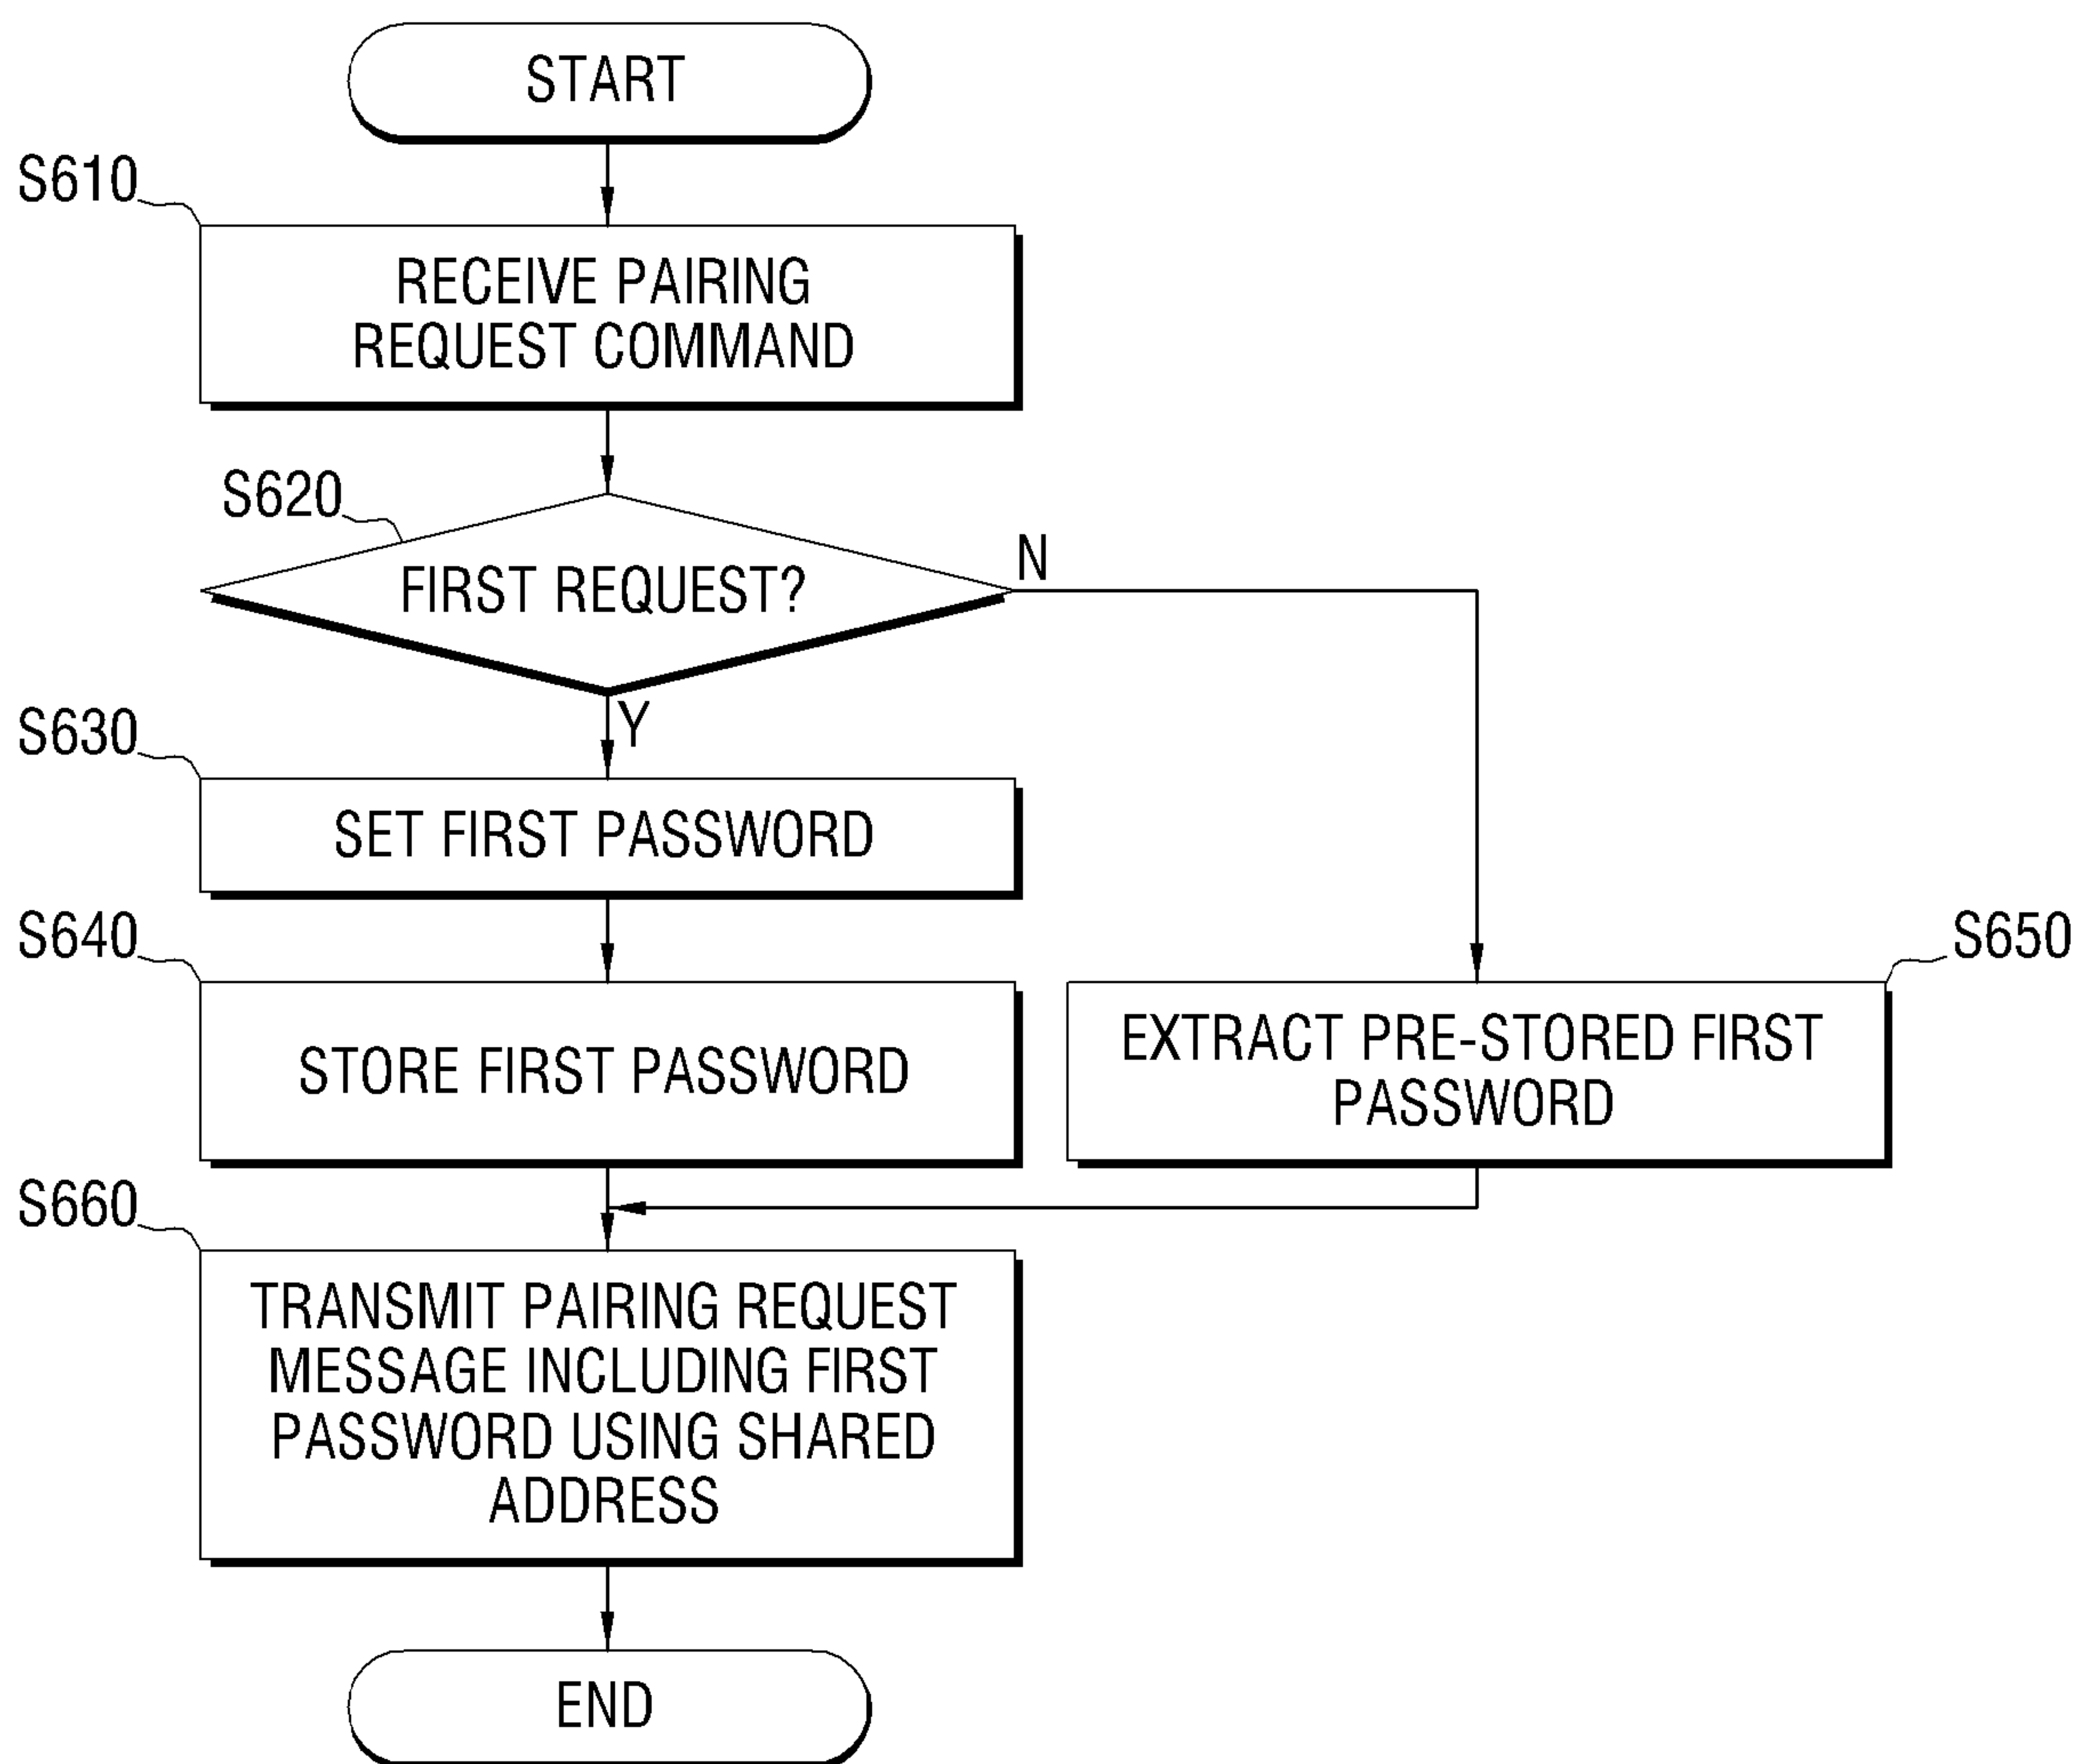 START
S610
RECEIVE PAIRING
REQUEST COMMAND
S620
FIRST REQUEST?
N
Y
S630
SET FIRST PASSWORD
S640
STORE FIRST PASSWORD
S650
EXTRACT PRE-STORED FIRST
PASSWORD
S660
TRANSMIT PAIRING REQUEST
MESSAGE INCLUDING FIRST
PASSWORD USING SHARED
ADDRESS
END